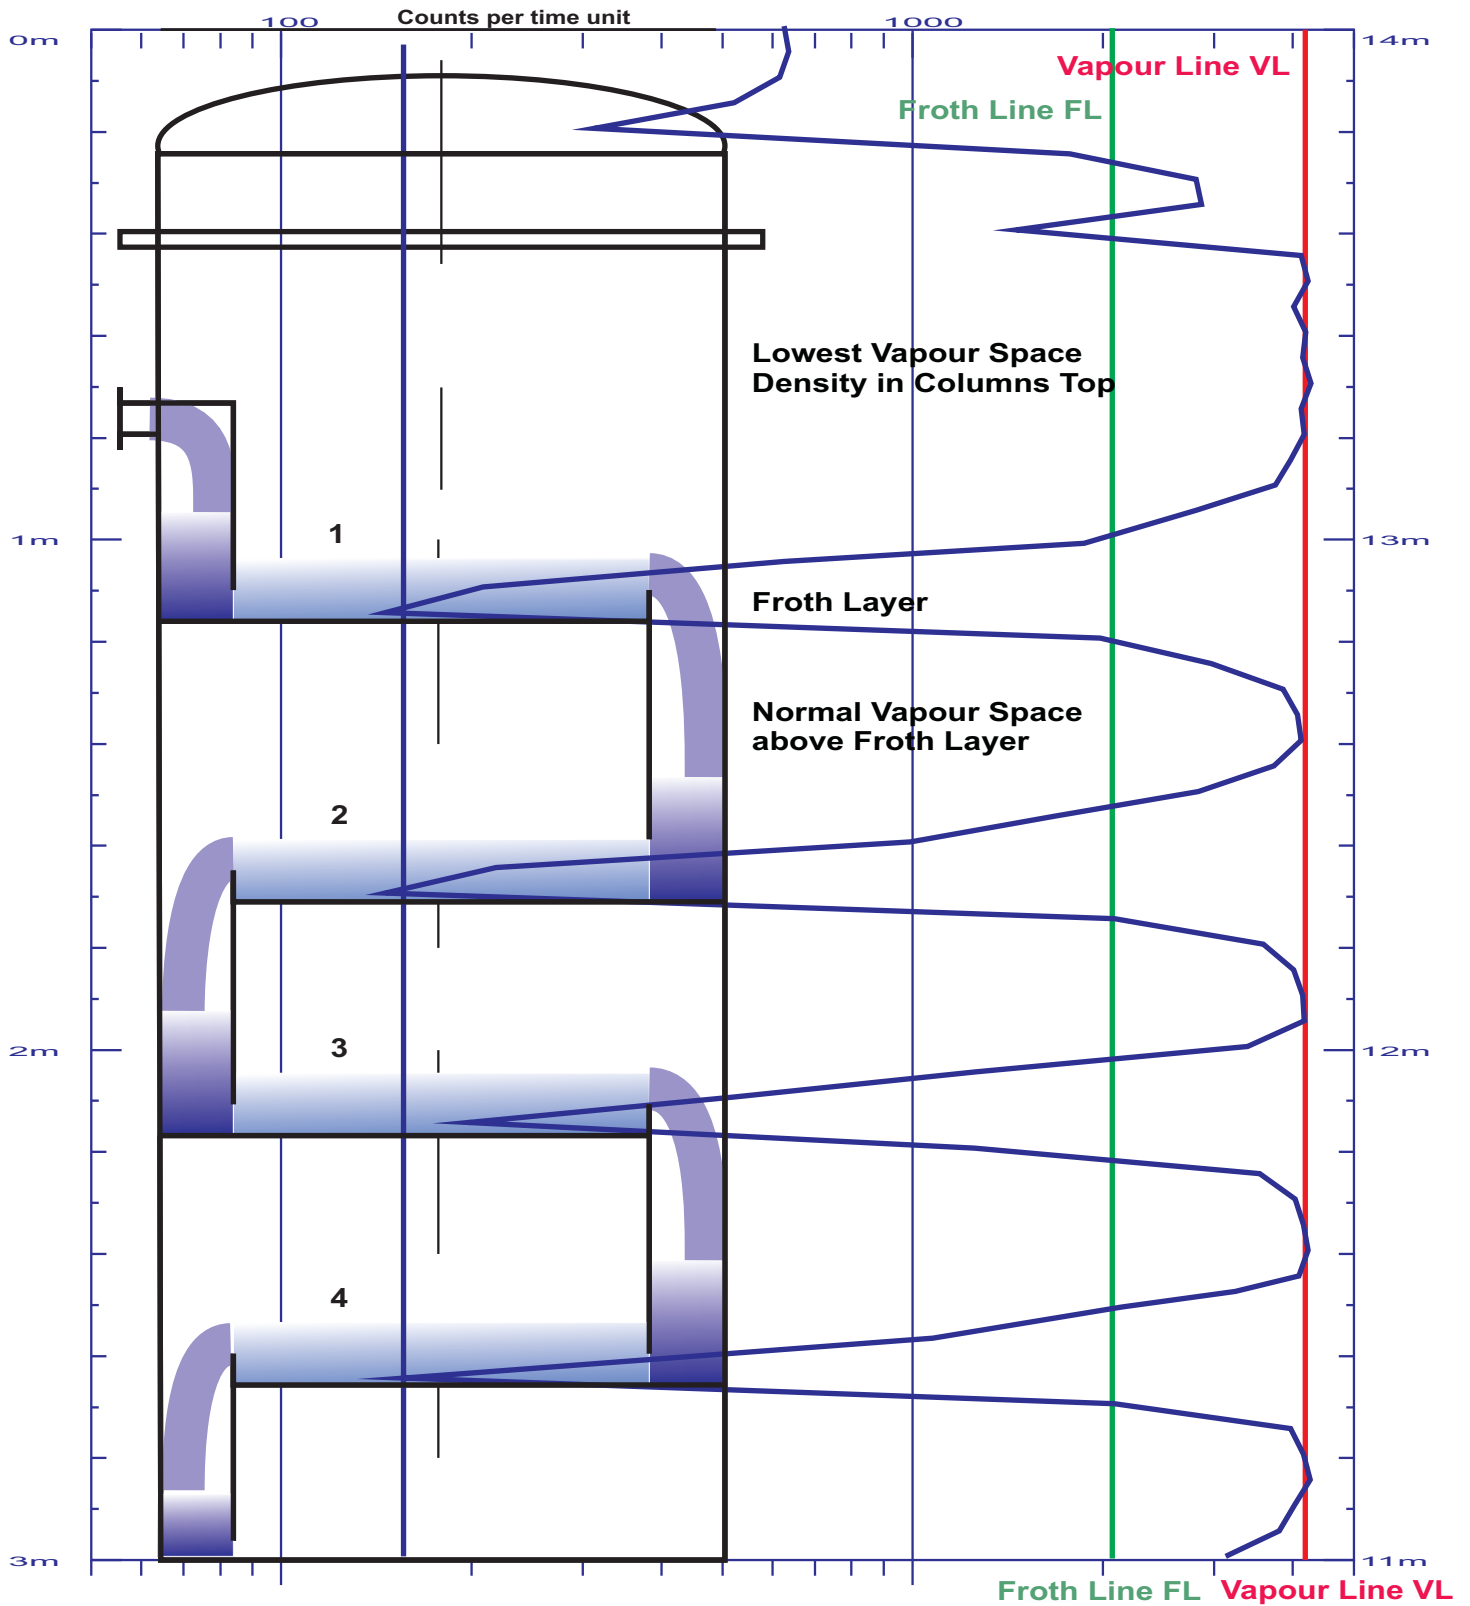 100
Counts per time unit
1000
0m
14m
Vapour Line VL
Froth Line FL
Lowest Vapour Space
Density in Columns Top
1
1m
13m
Froth Layer
Normal Vapour Space
above Froth Layer
2
3
2m
12m
4
3m
11m
Froth Line FL
Vapour Line VL